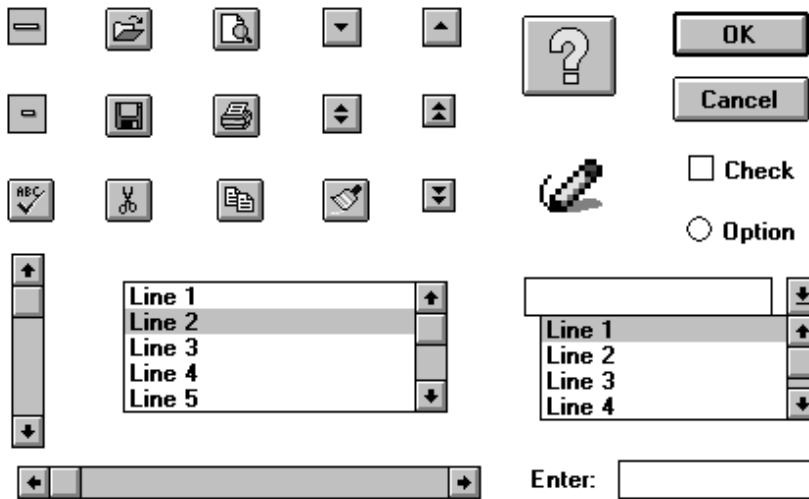 OK
Cancel
ABC
Check
Option
Line 1
Line 2
Line 3
Line 4
Line 5
Line 1
Line 2
Line 3
Line 4
Enter: